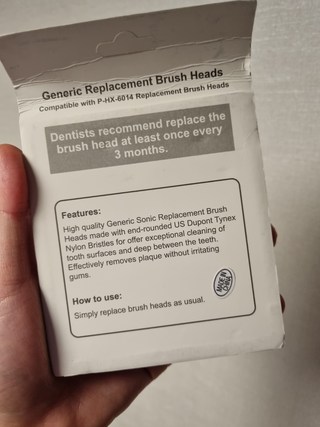 Generic Replacement Brush Heads
Compatible with P-HX-6014 Replacement Brush Heads
Dentists recommend replace the
brush head at least once every
3 months.
Features:
High quality Generic Sonic Replacement Brush
Heads made with end-rounded US Dupont Tynex
Nylon Bristles for offer exceptional cleaning of
tooth surfaces and deep between the teeth.
Effectively removes plaque without irritating
gums.
How to use:
Simply replace brush heads as usual.
MADE IN
CHINA